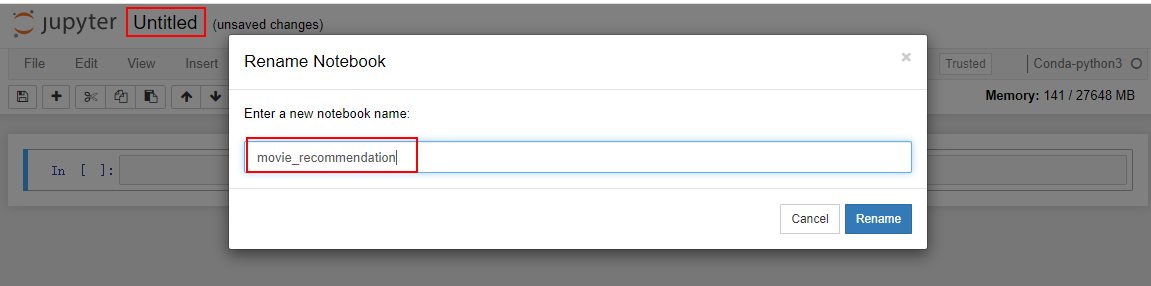 jupyter Untitled (unsaved changes)
File Edit View Insert
Trusted
Conda-python3
Memory: 141 / 27648 MB
In [ ]:
Rename Notebook
×
Enter a new notebook name:
movie_recommendation
Cancel
Rename